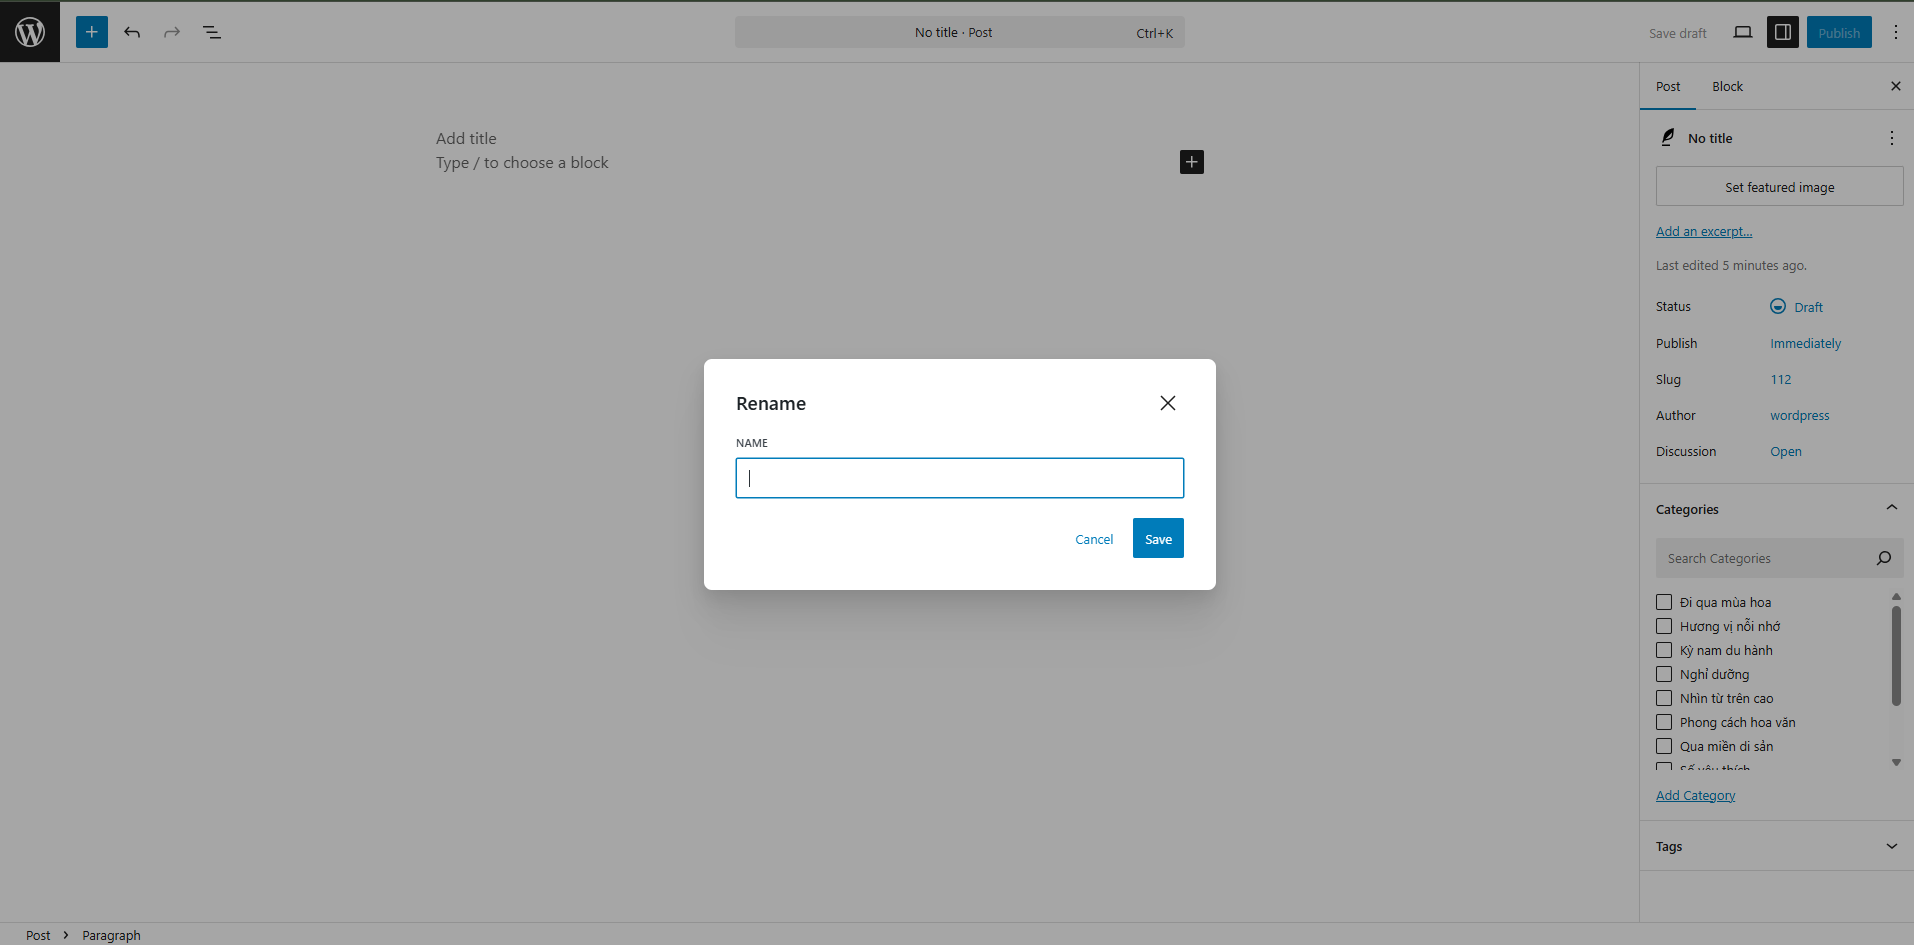 No title · Post
Ctrl+K
Save draft
Publish
Post
Block
Add title
Type / to choose a block
No title
Set featured image
Add an excerpt...
Last edited 5 minutes ago.
Status
Draft
Publish
Immediately
Slug
112
Author
wordpress
Discussion
Open
Rename
NAME
Cancel
Save
Categories
Search Categories
Đi qua mùa hoa
Hương vị nỗi nhớ
Kỳ nam du hành
Nghỉ dưỡng
Nhìn từ trên cao
Phong cách hoa văn
Qua miền di sản
Số yêu thích
Add Category
Tags
Post
Paragraph